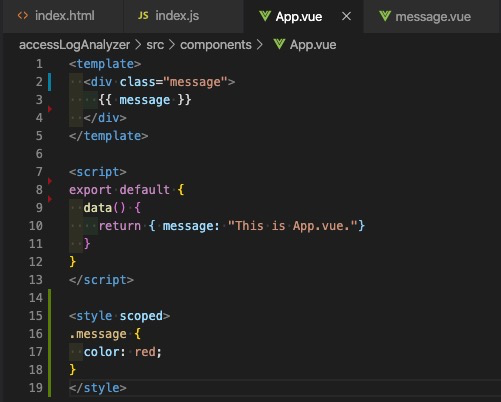 index.html JS index.js App.vue message.vue
accessLogAnalyzer > src > components > App.vue
1 <template>
2   <div class="message">
3     {{ message }}
4   </div>
5 </template>
6
7 <script>
8 export default {
9   data() {
10     return { message: "This is App.vue."}
11   }
12 }
13 </script>
14
15 <style scoped>
16 .message {
17   color: red;
18 }
19 </style>